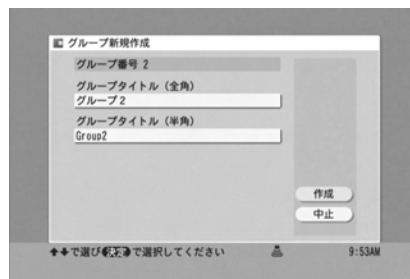 グループ新規作成
グループ番号 2
グループタイトル（全角）
グループ2
グループタイトル（半角）
Group2
作成
中止
で選び決定で選択してください
9:53AM